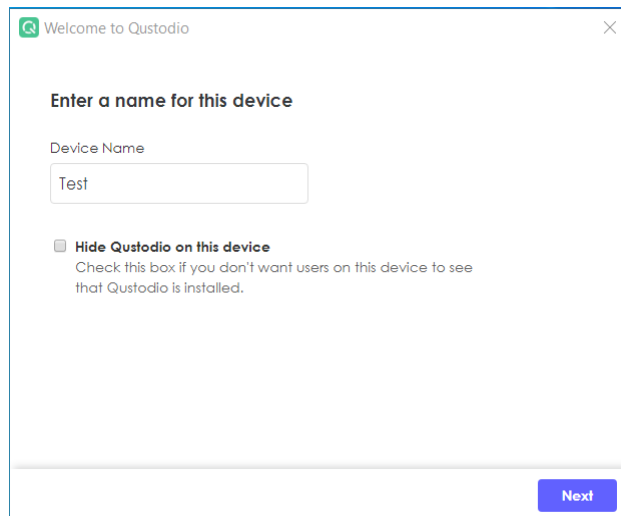 Welcome to Qustodio
Enter a name for this device
Device Name
Test
Hide Qustodio on this device
Check this box if you don't want users on this device to see
that Qustodio is installed.
Next